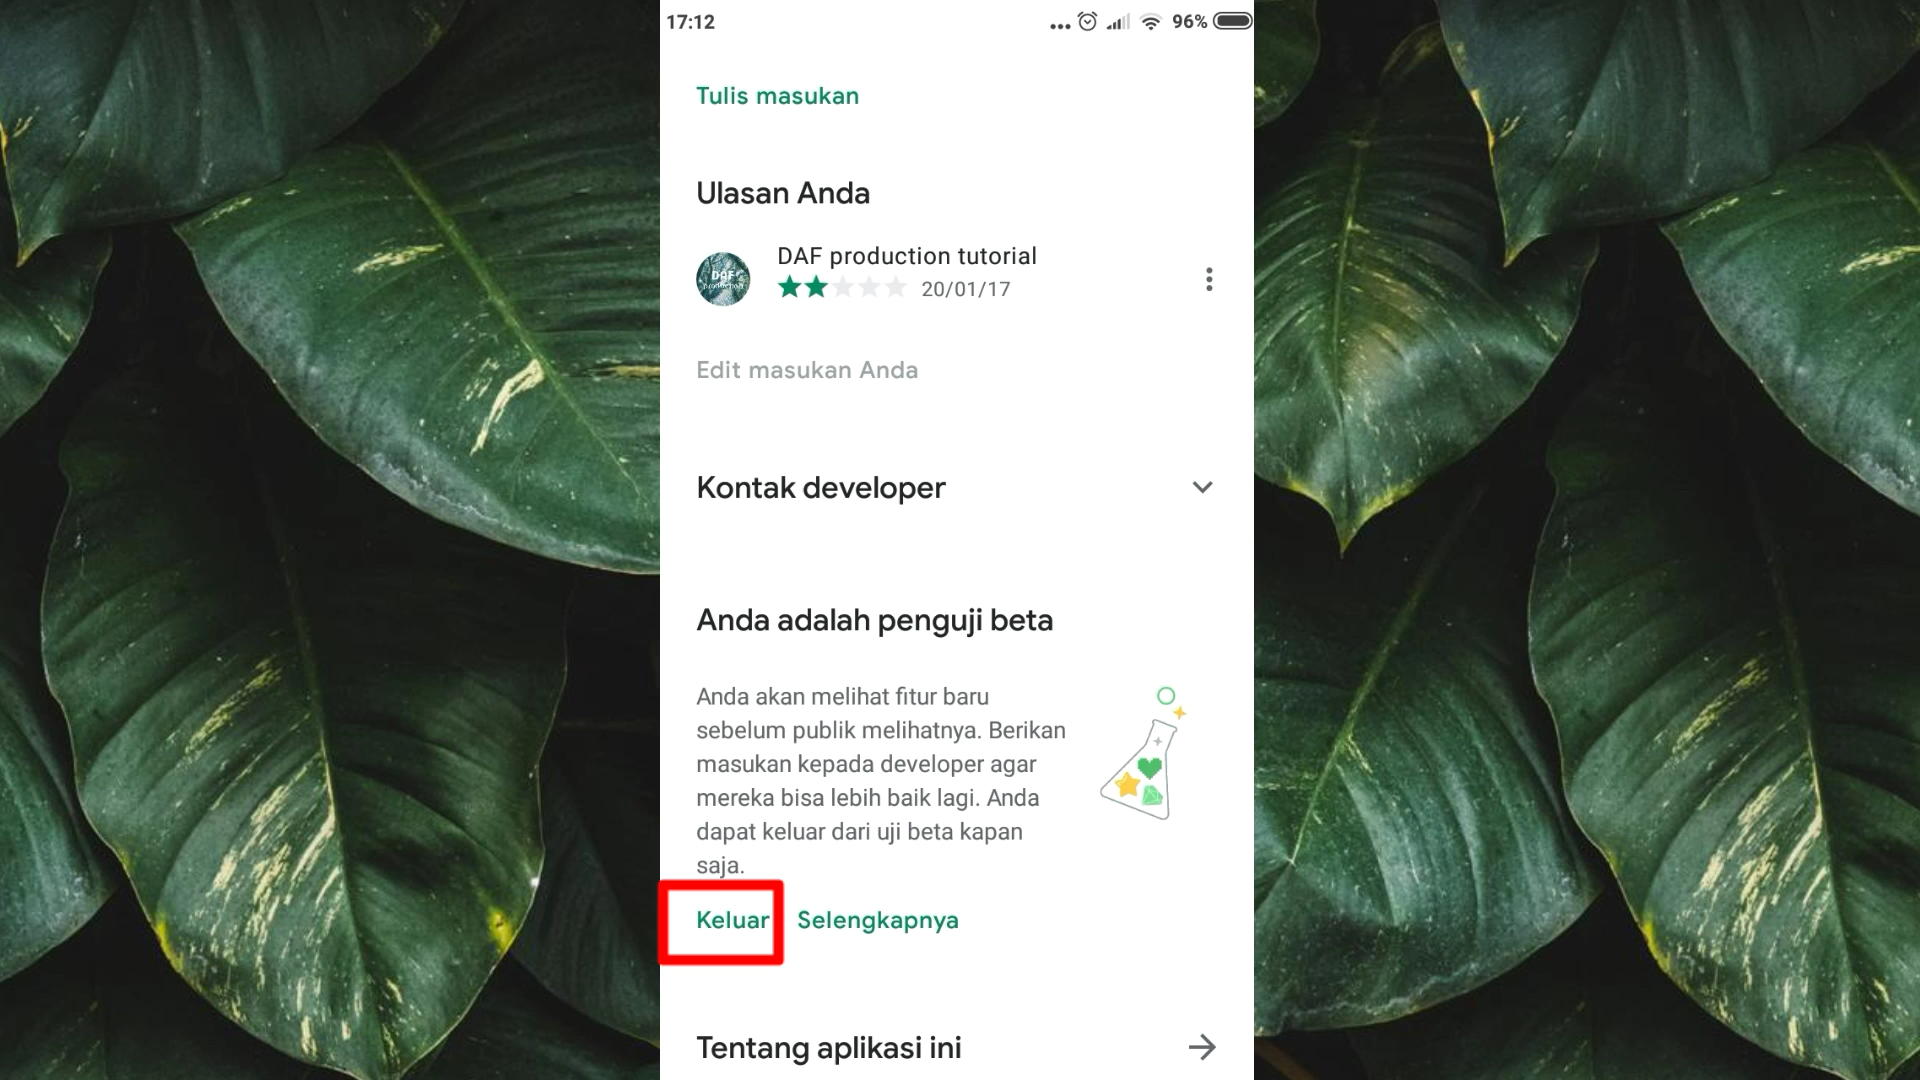 17:12
96%
Tulis masukan
Ulasan Anda
DAF production tutorial
20/01/17
Edit masukan Anda
Kontak developer
Anda adalah penguji beta
Anda akan melihat fitur baru
sebelum publik melihatnya. Berikan
masukan kepada developer agar
mereka bisa lebih baik lagi. Anda
dapat keluar dari uji beta kapan
saja.
Keluar Selengkapnya
Tentang aplikasi ini